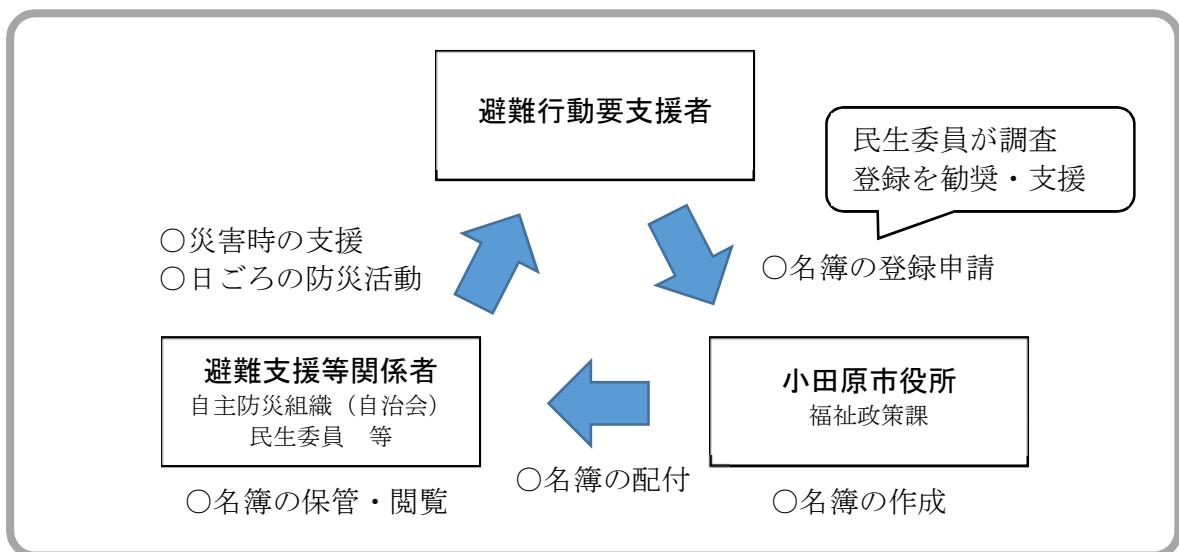 避難行動要支援者
民生委員が調査
登録を勧奨・支援
○災害時の支援
○日ごろの防災活動
○名簿の登録申請
避難支援等関係者
自主防災組織（自治会）
民生委員　等
小田原市役所
福祉政策課
○名簿の配付
○名簿の保管・閲覧
○名簿の作成